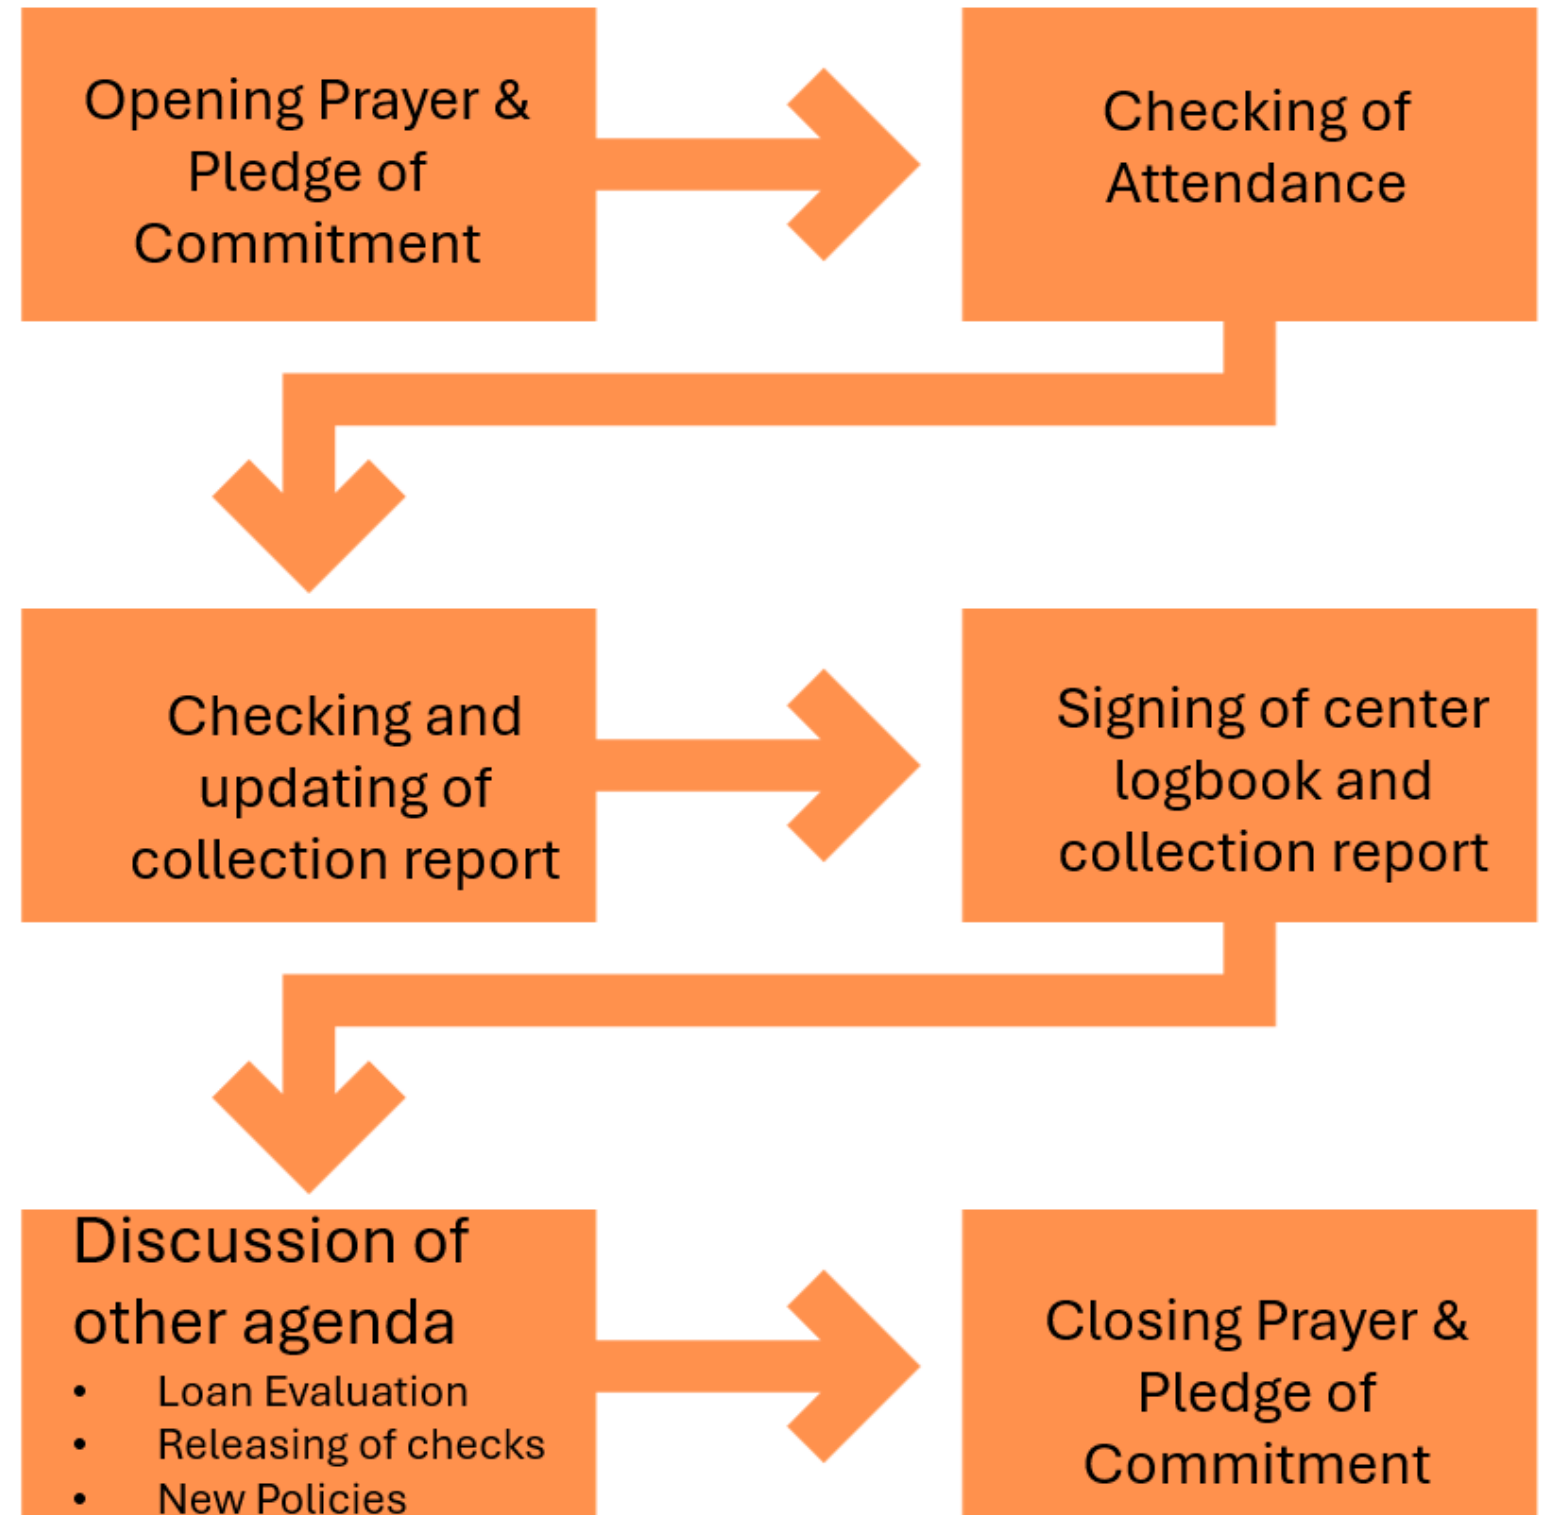 Opening Prayer &
Pledge of
Commitment
Checking of
Attendance
Checking and
updating of
collection report
Signing of center
logbook and
collection report
Discussion of
other agenda
• Loan Evaluation
• Releasing of checks
• New Policies
Closing Prayer &
Pledge of
Commitment